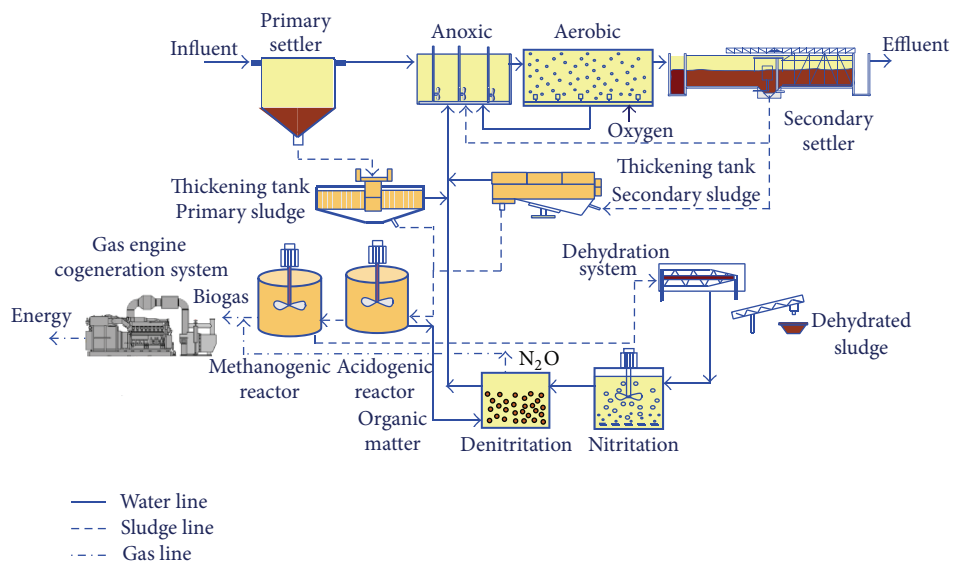 Primary
settler
Influent
Anoxic
Aerobic
Effluent
Oxygen
Secondary
settler
Thickening tank
Primary sludge
Thickening tank
Secondary sludge
Gas engine
cogeneration system
Dehydration
system
Energy
Biogas
Dehydrated
sludge
Methanogenic
reactor
Acidogenic
reactor
N₂O
Organic
matter
Denitritation
Nitritation
Water line
Sludge line
Gas line